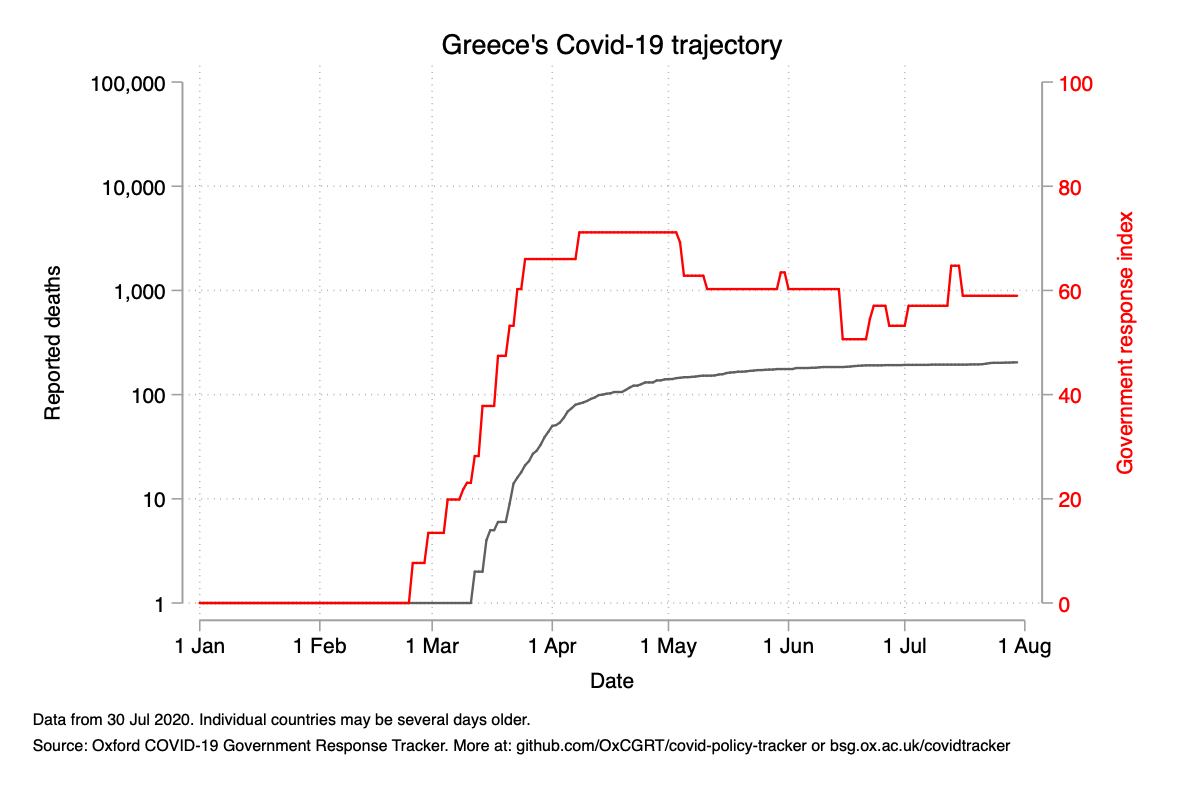 Greece's Covid-19 trajectory
100,000
10,000
1,000
100
10
1
Reported deaths
100
80
60
40
20
0
Government response index
1 Jan
1 Feb
1 Mar
1 Apr
1 May
1 Jun
1 Jul
1 Aug
Date
Data from 30 Jul 2020. Individual countries may be several days older.
Source: Oxford COVID-19 Government Response Tracker. More at: github.com/OxCGRT/covid-policy-tracker or bsg.ox.ac.uk/covidtracker